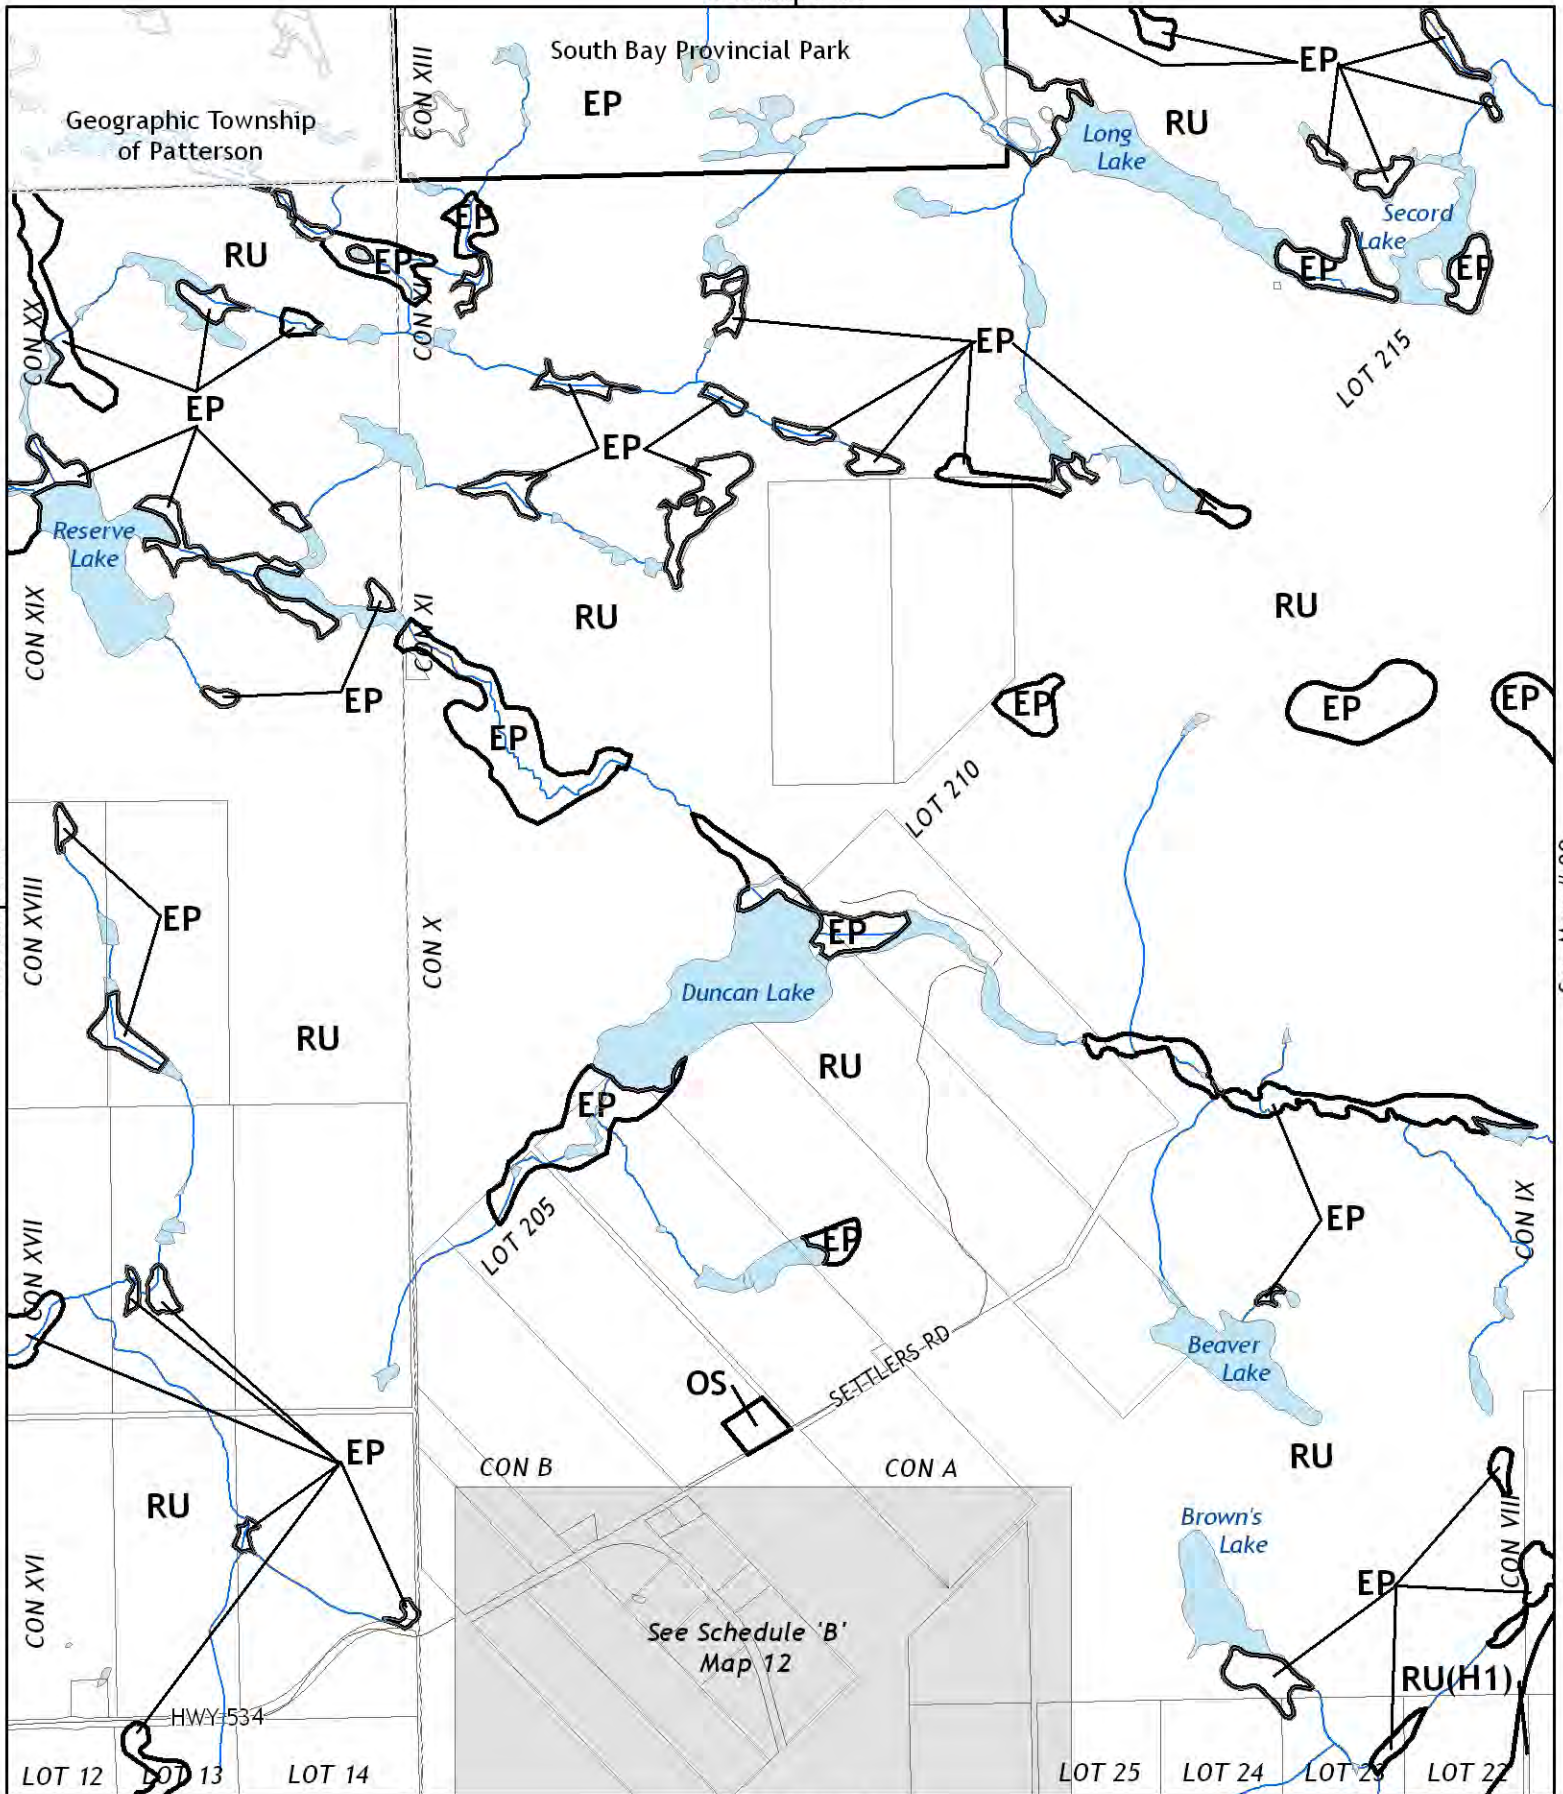 South Bay Provincial Park
EP
CON XIII
Geographic Township
of Patterson
EP
RU
Long
Lake
Secord
Lake
EP
RU
EP
EP
EP
CON XII
CON XX
EP
LOT 215
EP
EP
Reserve
Lake
CON XIX
CON XI
RU
RU
EP
EP
EP
EP
EP
LOT 210
CON XVIII
EP
CON X
EP
Duncan Lake
RU
RU
EP
LOT 205
EP
EP
CON IX
CON XVII
Beaver
Lake
SETTLERS RD
OS
EP
CON B
CON A
RU
RU
Brown's
Lake
CON VIII
EP
CON XVI
See Schedule 'B'
Map 12
RU(H1)
HWY 534
LOT 12
LOT 13
LOT 14
LOT 25
LOT 24
LOT 23
LOT 22